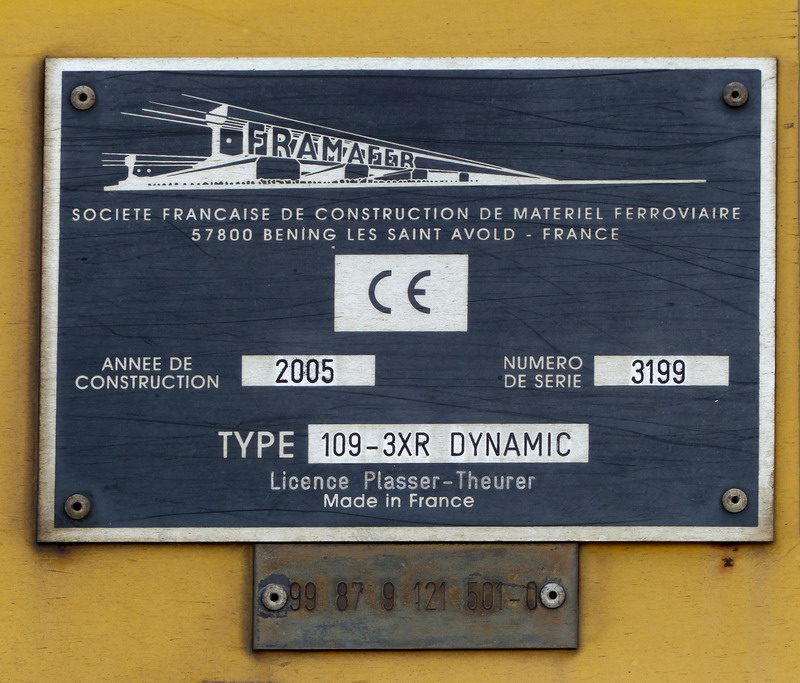 FRAMAFER
SOCIETE FRANCAISE DE CONSTRUCTION DE MATERIEL FERROVIAIRE
57800 BENING LES SAINT AVOLD - FRANCE
CE
ANNEE DE CONSTRUCTION 2005
NUMERO DE SERIE 3199
TYPE 109-3XR DYNAMIC
Licence Plasser-Theurer
Made in France
99 87 9 121 501-0